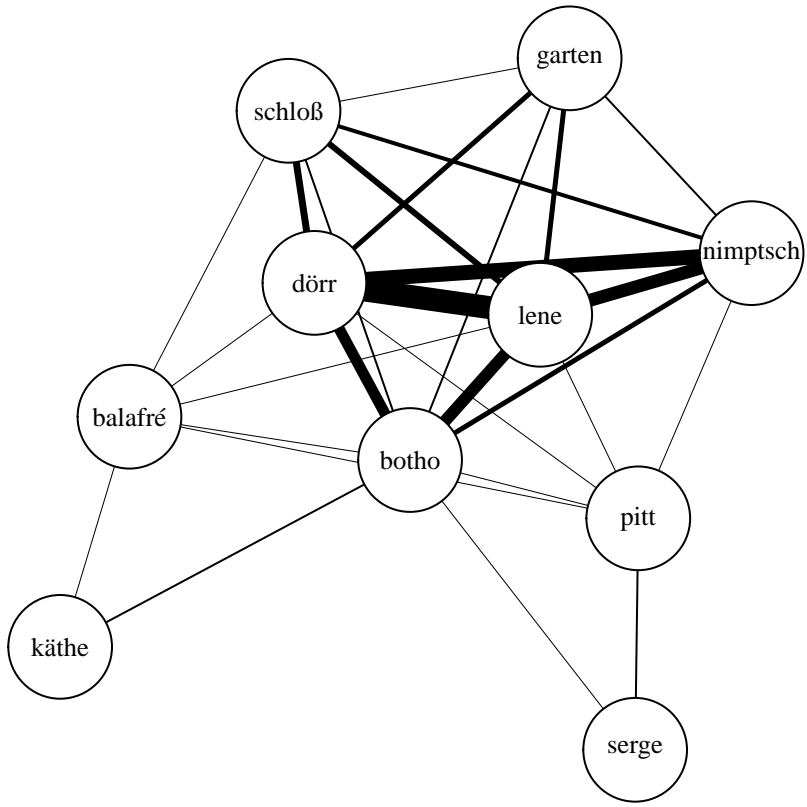 garten
schloß
nimptsch
dörr
lene
balafré
botho
pitt
käthe
serge